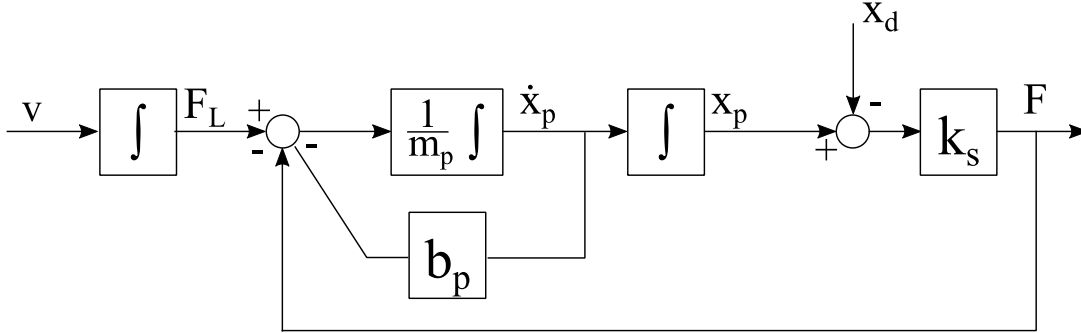 x_d
v
∫
F_L
+
-
-
1/m_p ∫
ẋ_p
∫
x_p
+
-
k_s
F
b_p